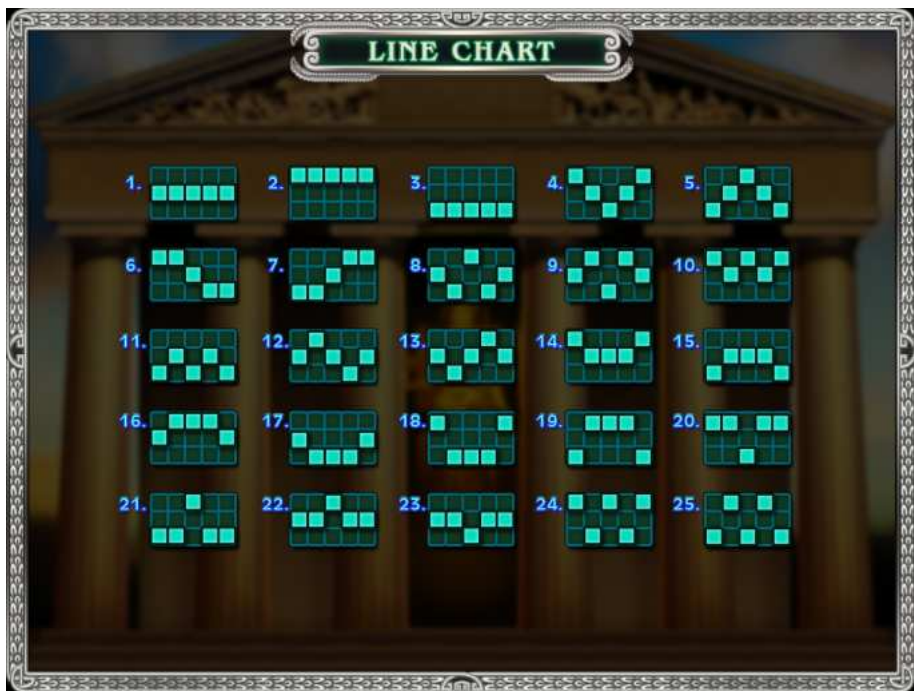 LINE CHART
1. 2. 3. 4. 5.
6. 7. 8. 9. 10.
11. 12. 13. 14. 15.
16. 17. 18. 19. 20.
21. 22. 23. 24. 25.